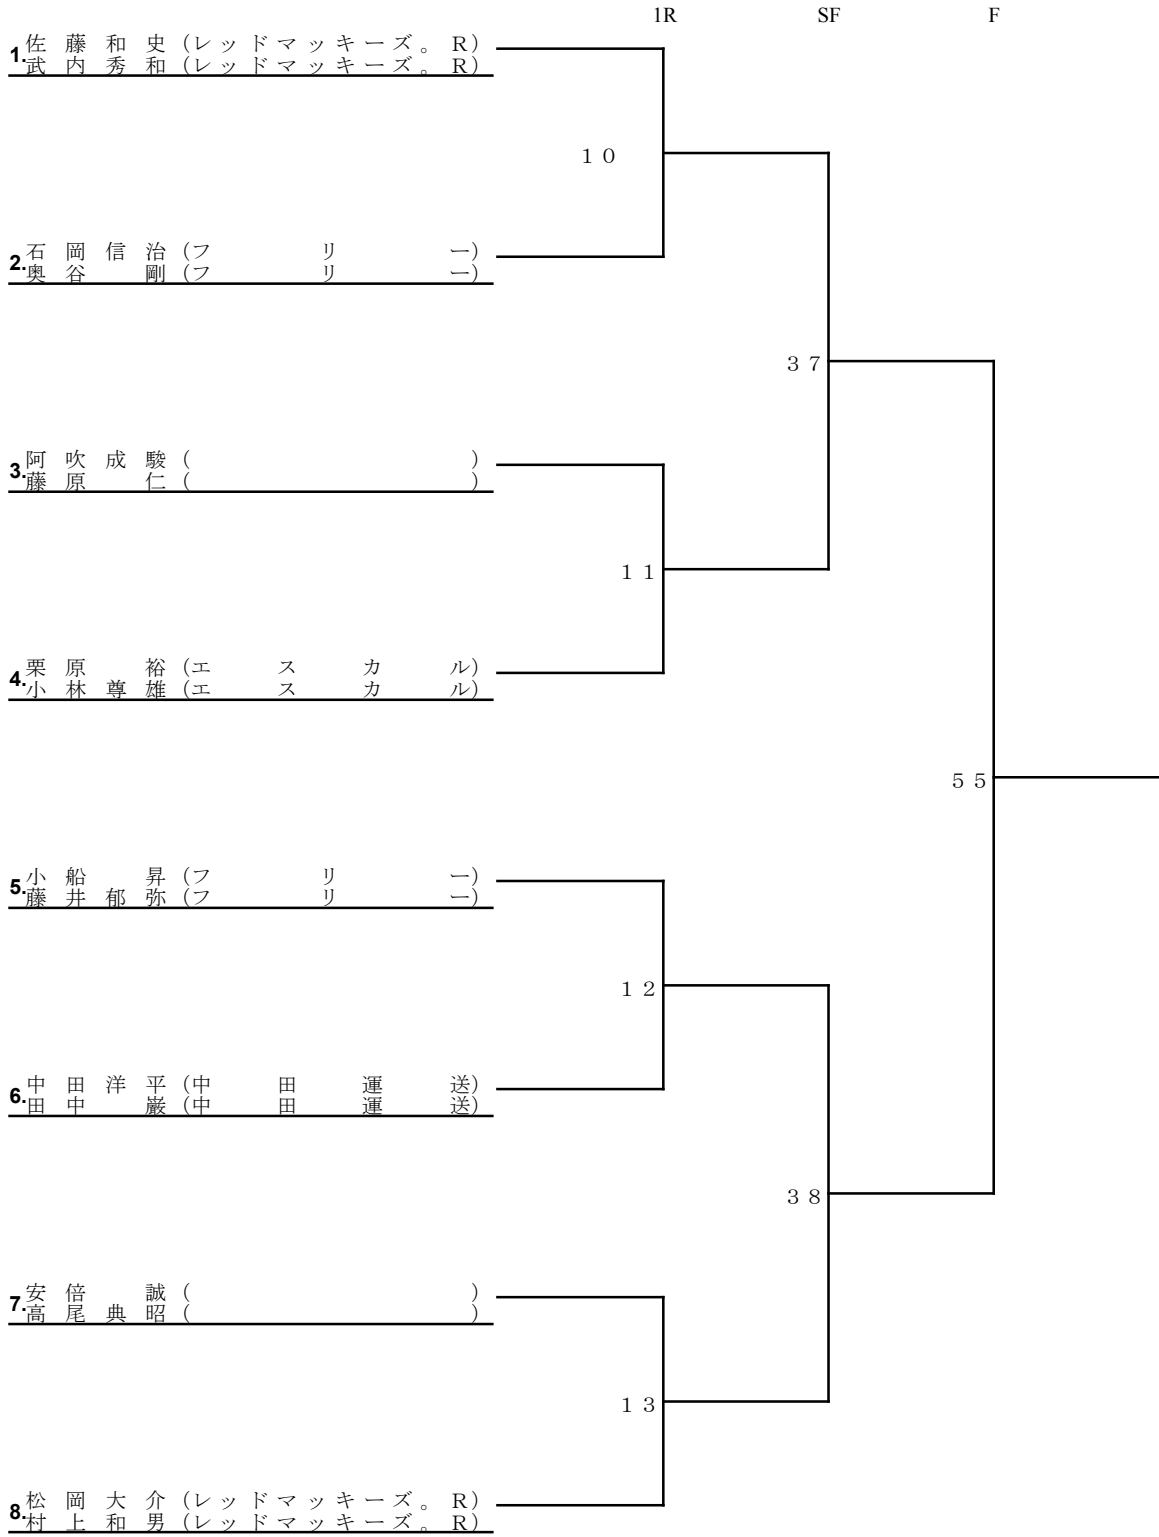 1R SF F
1.佐藤和史(レッドマッキーズ。R)
武内秀和(レッドマッキーズ。R)
10
2.石岡信治(フリー)
奥谷剛(フリー)
37
3.阿吹成駿( )
藤原仁( )
11
4.栗原裕(エスカル)
小林尊雄(エスカル)
55
5.小船昇(フリー)
藤井郁弥(フリー)
12
6.中田洋平(中田運送)
田中巌(中田運送)
38
7.安倍誠( )
高尾典昭( )
13
8.松岡大介(レッドマッキーズ。R)
村上和男(レッドマッキーズ。R)